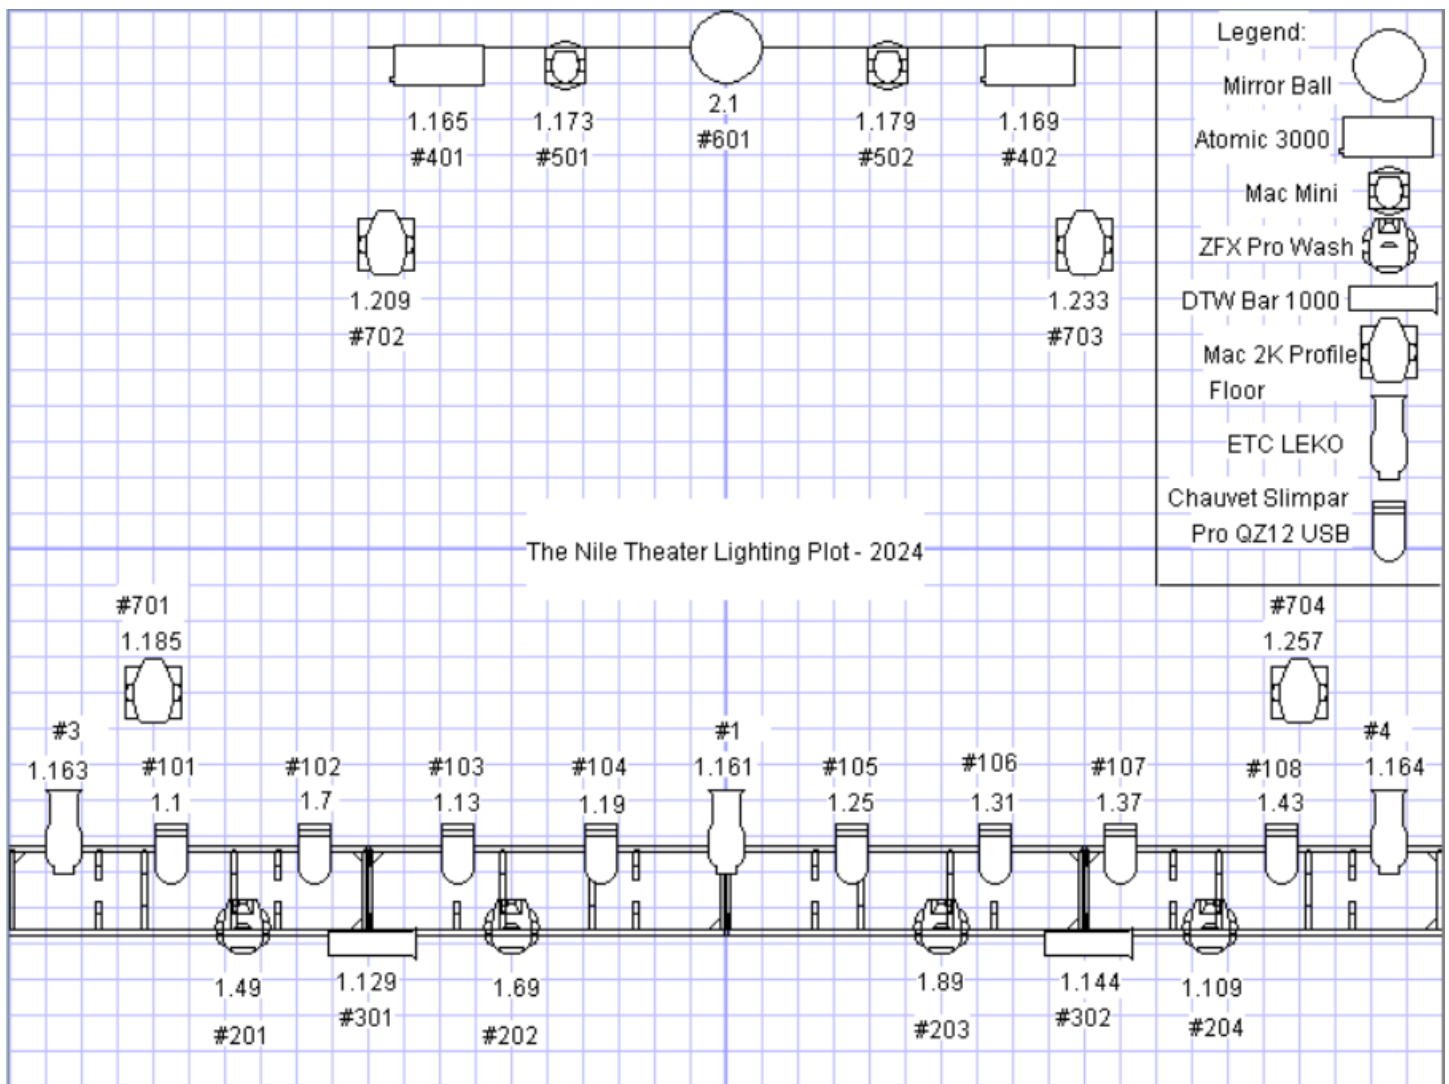 Legend:
Mirror Ball
Atomic 3000
Mac Mini
ZFX Pro Wash
DTW Bar 1000
Mac 2K Profile
Floor
ETC LEKO
Chauvet Slimpar
Pro QZ12 USB
1.165 1.173 2.1 1.179 1.169
#401 #501 #601 #502 #402
1.209 1.233
#702 #703
The Nile Theater Lighting Plot - 2024
#701 #704
1.185 1.257
#3 #1 #4
1.163 #101 #102 #103 #104 1.161 #105 #106 #107 #108 1.164
1.1 1.7 1.13 1.19 1.25 1.31 1.37 1.43
1.49 1.129 1.69 1.89 1.144 1.109
#201 #301 #202 #203 #302 #204